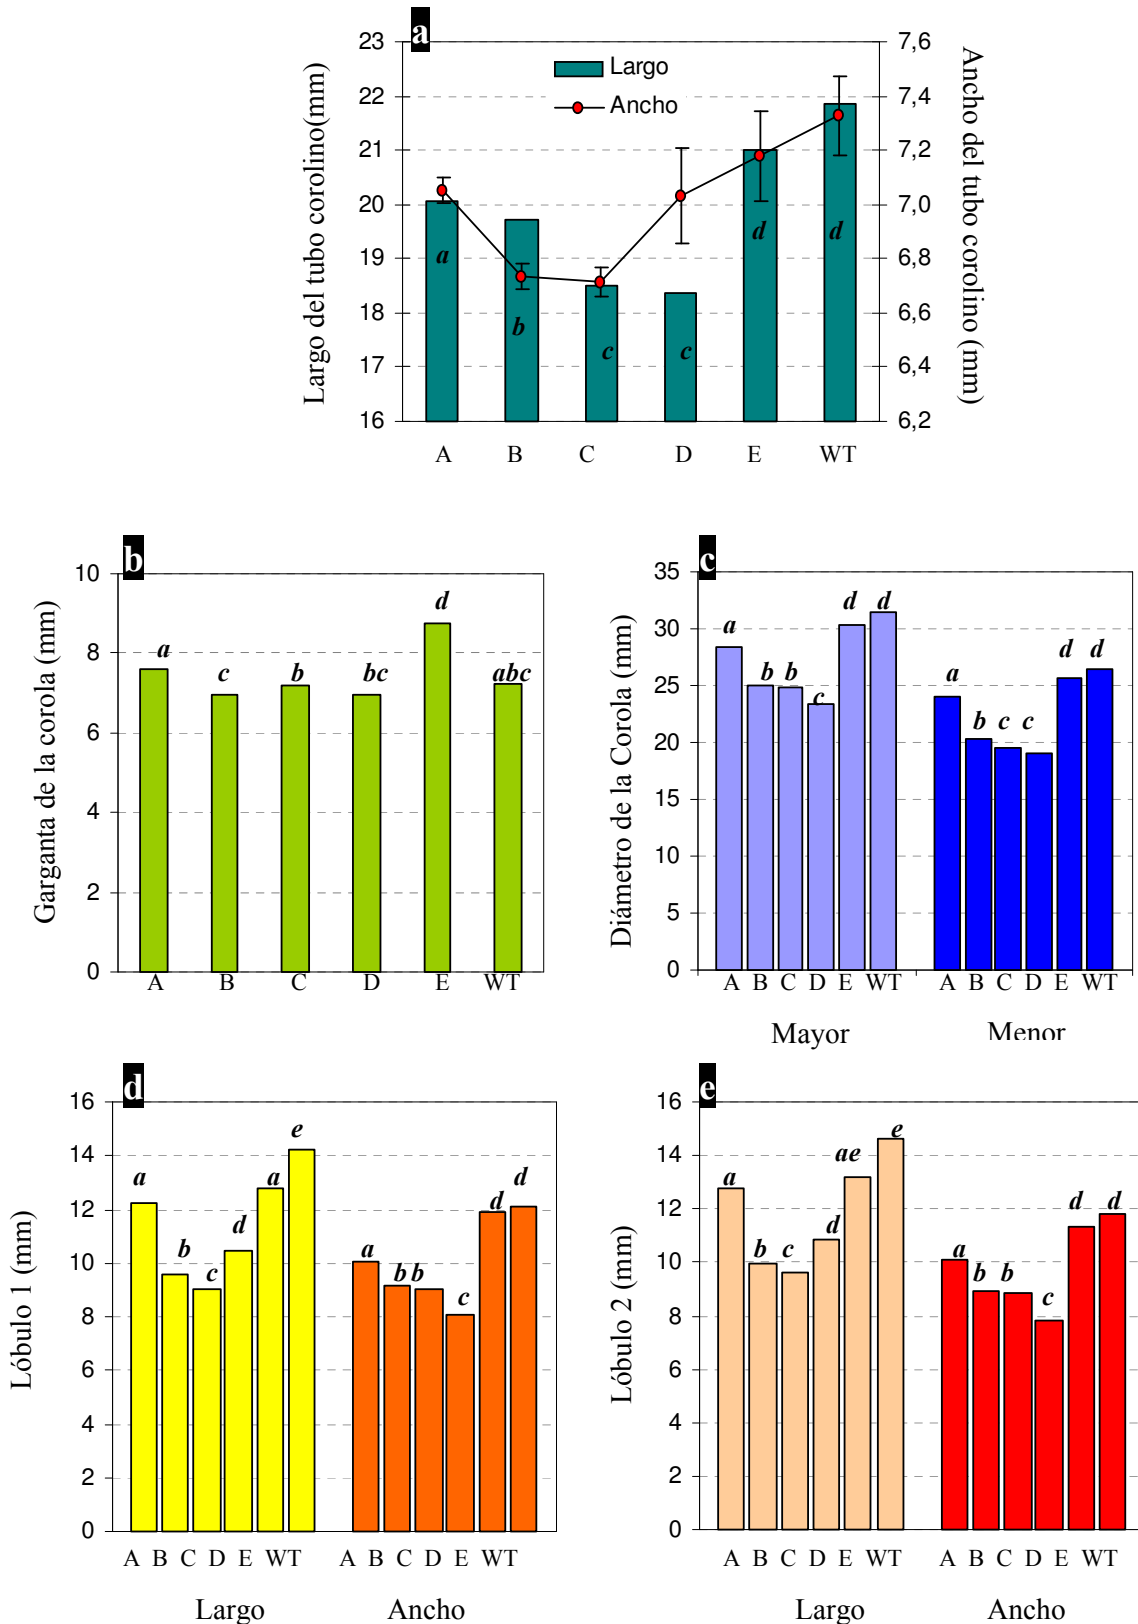 a
23
22
21
20
19
18
17
16
Largo del tubo corolino(mm)
Largo
Ancho
7,6
7,4
7,2
7,0
6,8
6,6
6,4
6,2
Ancho del tubo corolino (mm)
a
b
c
c
d
d
A B C D E WT
b
10
8
6
4
2
0
Garganta de la corola (mm)
a
c
b
bc
d
abc
A B C D E WT
c
35
30
25
20
15
10
5
0
Diámetro de la Corola (mm)
a b b c d d
a b c c d d
A B C D E WT A B C D E WT
Mayor Menor
d
16
14
12
10
8
6
4
2
0
Lóbulo 1 (mm)
a b c d a e
a b b c d d
A B C D E WT A B C D E WT
Largo Ancho
e
16
14
12
10
8
6
4
2
0
Lóbulo 2 (mm)
a b c d ae e
a b b c d d
A B C D E WT A B C D E WT
Largo Ancho